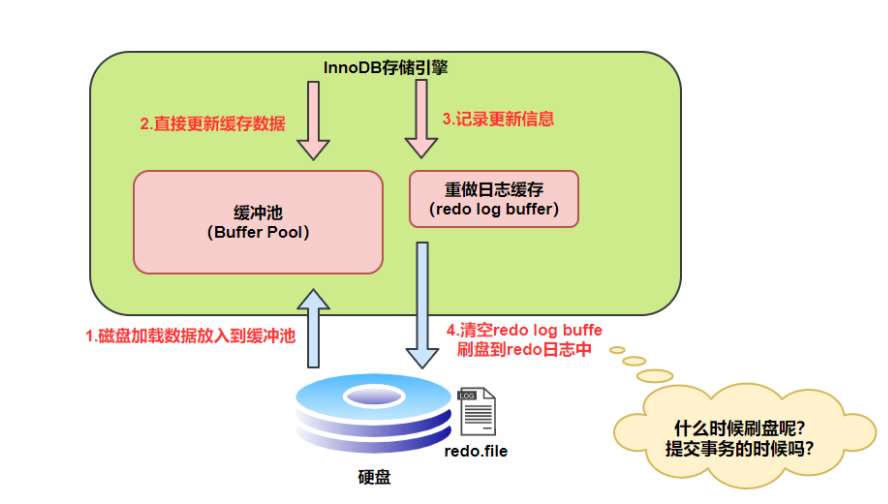 InnoDB存储引擎
2.直接更新缓存数据
3.记录更新信息
缓冲池
（Buffer Pool）
重做日志缓存
（redo log buffer）
1.磁盘加载数据放入到缓冲池
4.清空redo log buffe
刷盘到redo日志中
LOG
redo.file
硬盘
什么时候刷盘呢？
提交事务的时候吗？